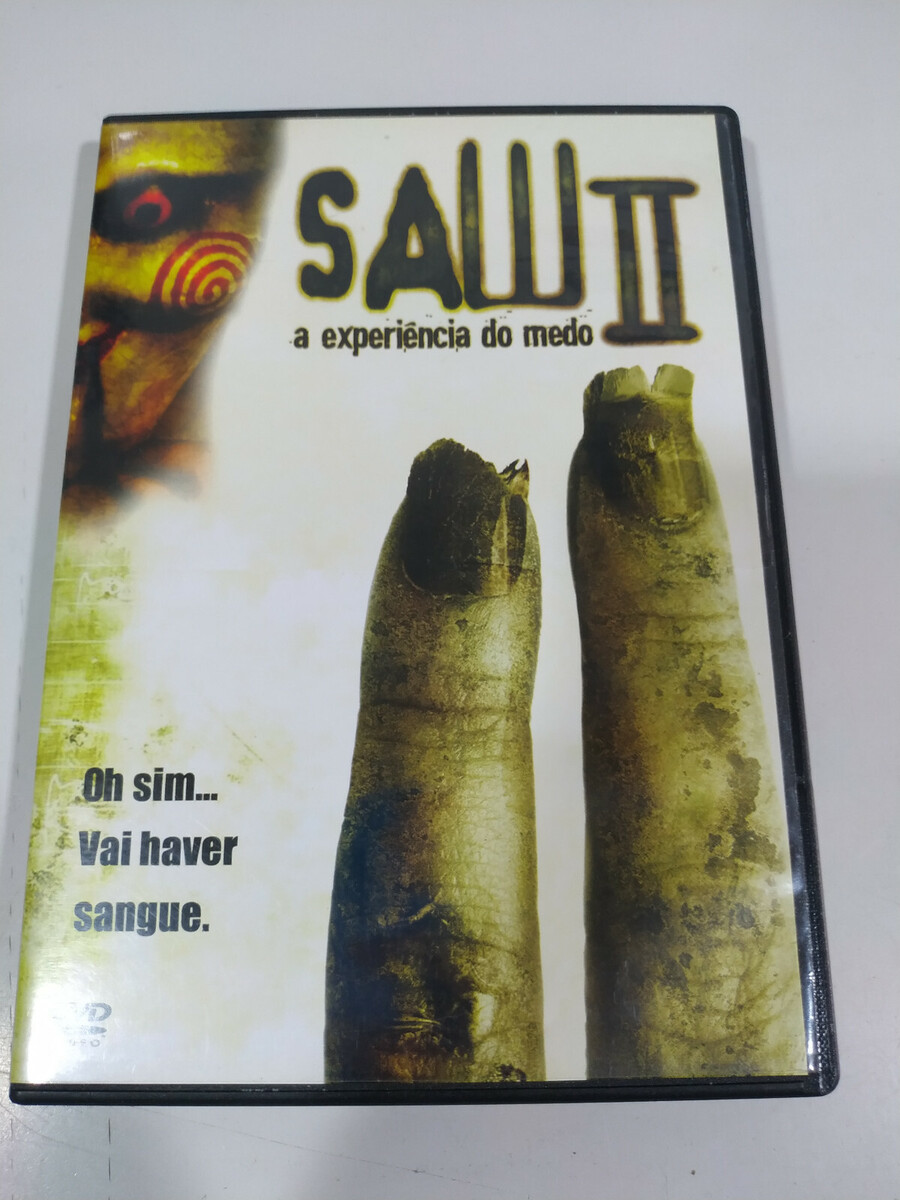 SAW II
a experiência do medo
Oh sim...
Vai haver
sangue.